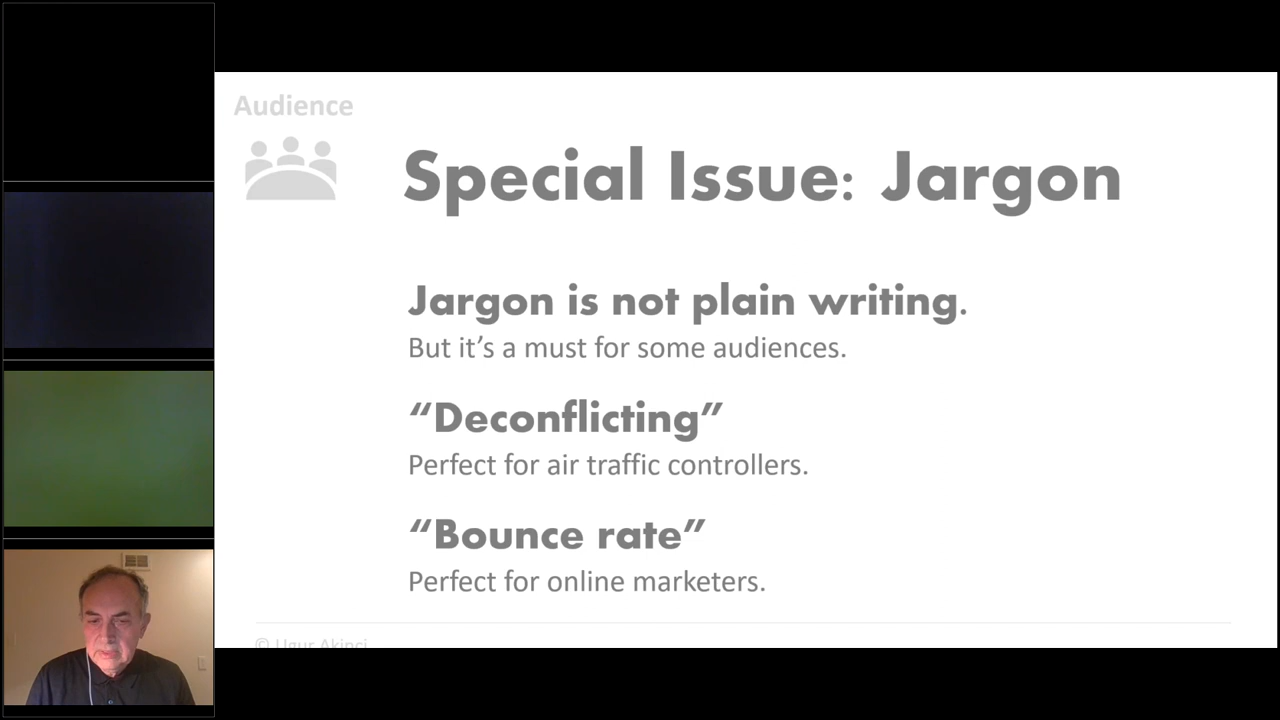 Audience
Special Issue: Jargon
Jargon is not plain writing.
But it’s a must for some audiences.
“Deconflicting”
Perfect for air traffic controllers.
“Bounce rate”
Perfect for online marketers.
© Ugur Akinci